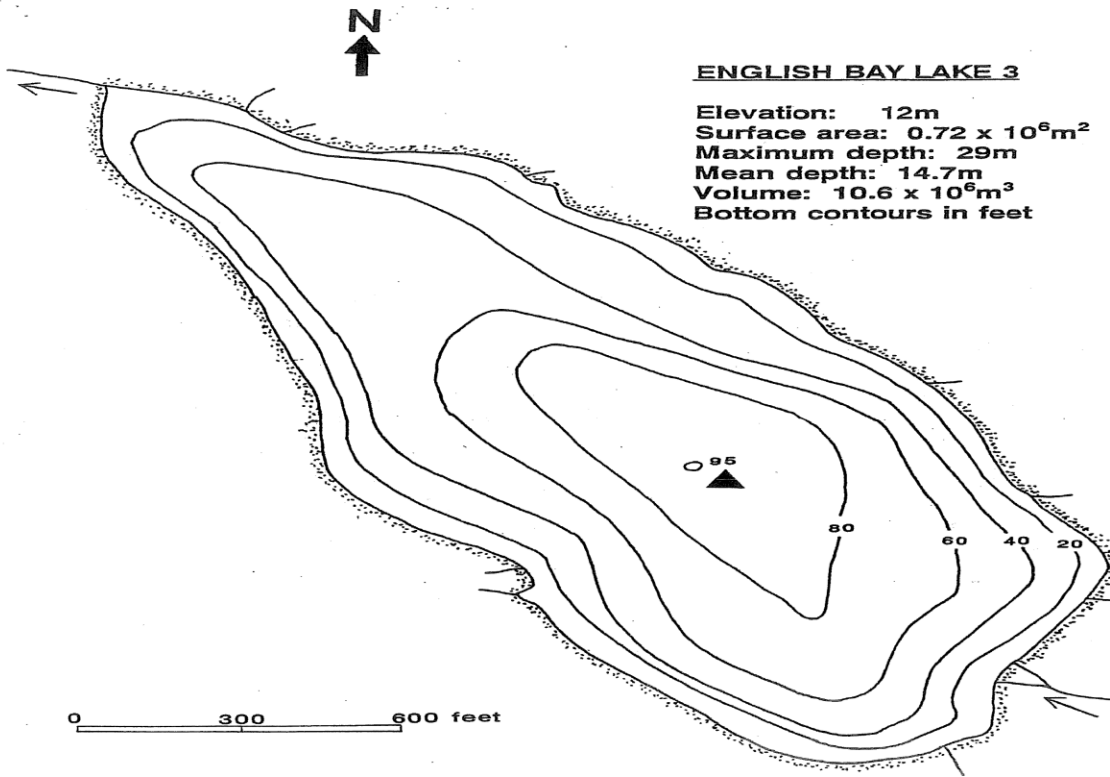 N
ENGLISH BAY LAKE 3
Elevation: 12m
Surface area: 0.72 x 10⁶m²
Maximum depth: 29m
Mean depth: 14.7m
Volume: 10.6 x 10⁶m³
Bottom contours in feet
95
80
60
40
20
0 300 600 feet